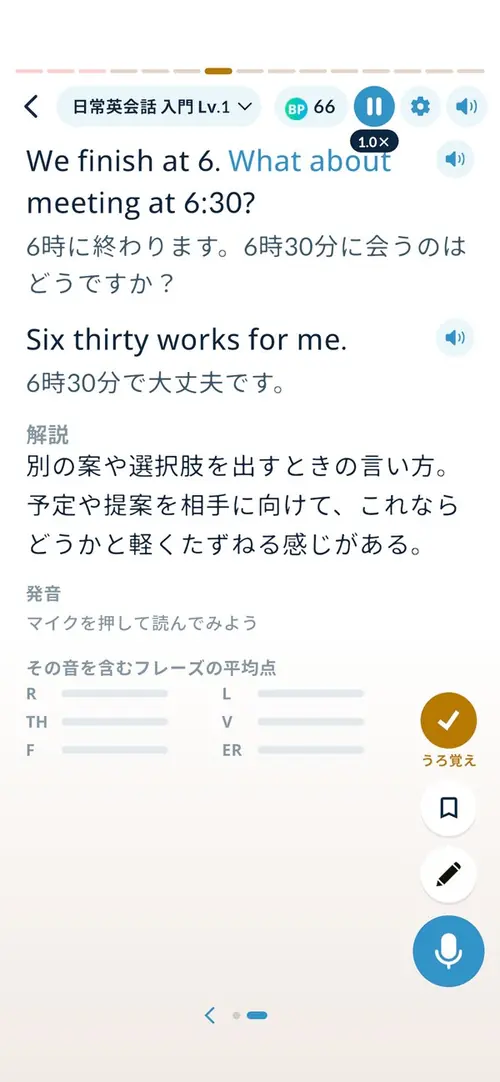 日常英会話 入門 Lv.1
BP 66
1.0×
We finish at 6. What about
meeting at 6:30?
6時に終わります。6時30分に会うのは
どうですか？
Six thirty works for me.
6時30分で大丈夫です。
解説
別の案や選択肢を出すときの言い方。
予定や提案を相手に向けて、これなら
どうかと軽くたずねる感じがある。
発音
マイクを押して読んでみよう
その音を含むフレーズの平均点
R L
TH V
F ER
うろ覚え